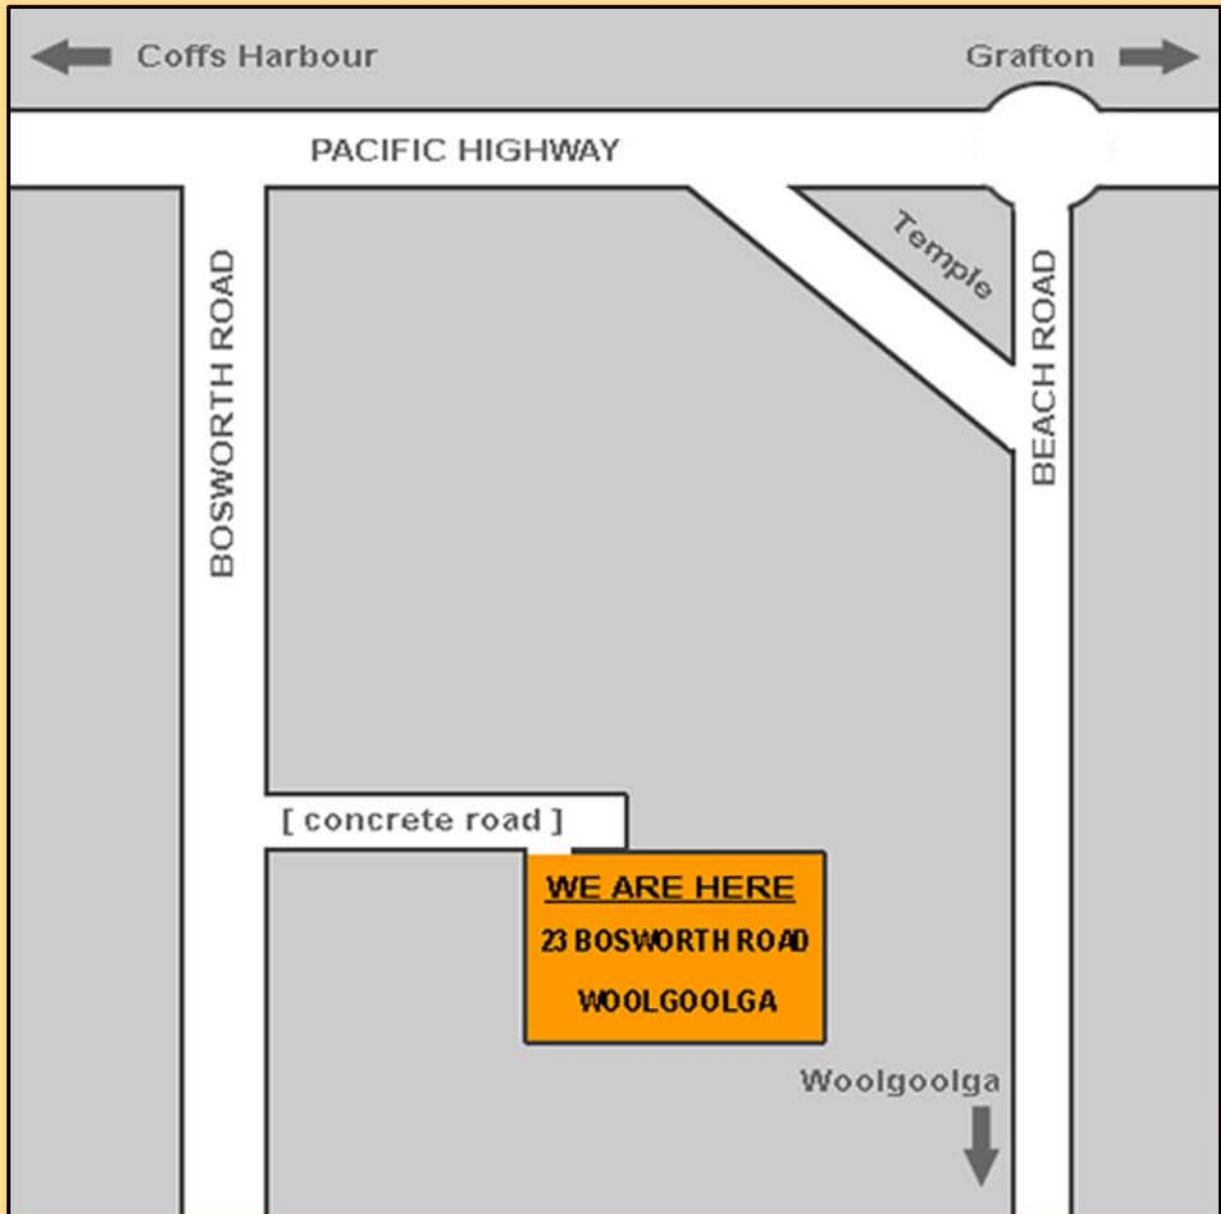 Coffs Harbour
Grafton
PACIFIC HIGHWAY
Temple
BOSWORTH ROAD
BEACH ROAD
[ concrete road ]
WE ARE HERE
23 BOSWORTH ROAD
WOOLGOOLGA
Woolgoolga